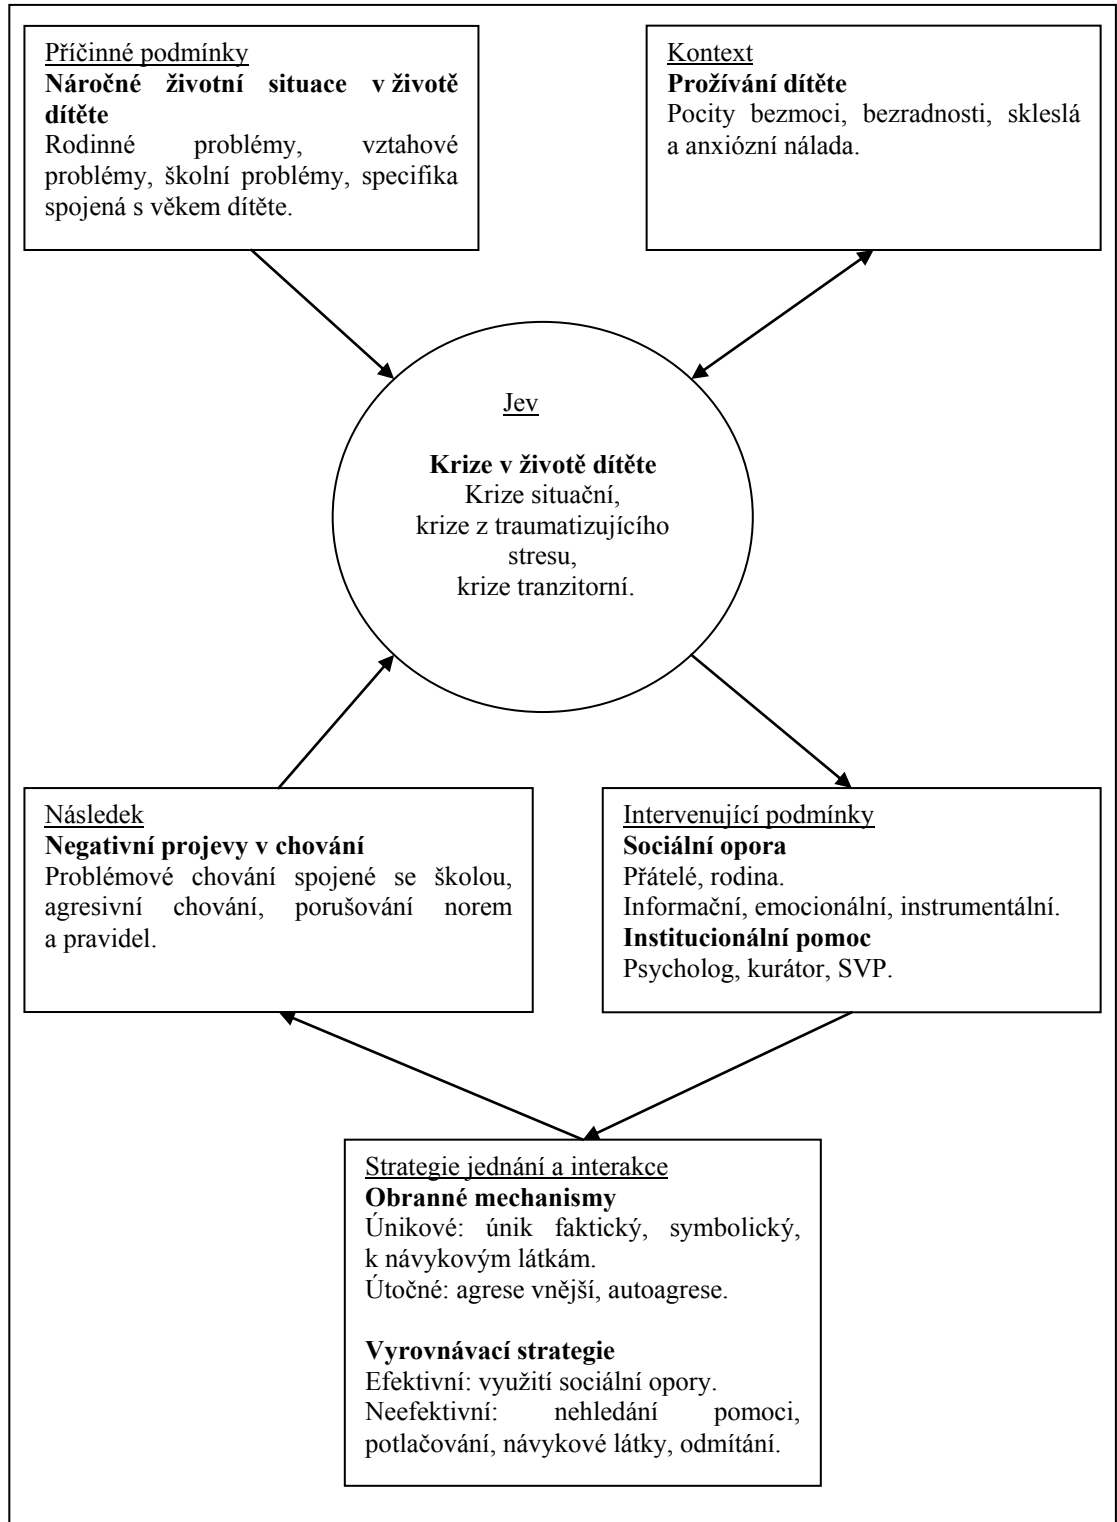 Příčinné podmínky
Náročné životní situace v životě
dítěte
Rodinné problémy, vztahové
problémy, školní problémy, specifika
spojená s věkem dítěte.
Kontext
Prožívání dítěte
Pocity bezmoci, bezradnosti, skleslá
a anxiózní nálada.
Jev
Krize v životě dítěte
Krize situační,
krize z traumatizujícího
stresu,
krize tranzitorní.
Následek
Negativní projevy v chování
Problémové chování spojené se školou,
agresivní chování, porušování norem
a pravidel.
Intervenující podmínky
Sociální opora
Přátelé, rodina.
Informační, emocionální, instrumentální.
Institucionální pomoc
Psycholog, kurátor, SVP.
Strategie jednání a interakce
Obranné mechanismy
Únikové: únik faktický, symbolický,
k návykovým látkám.
Útočné: agrese vnější, autoagrese.
Vyrovnávací strategie
Efektivní: využití sociální opory.
Neefektivní: nehledání pomoci,
potlačování, návykové látky, odmítání.